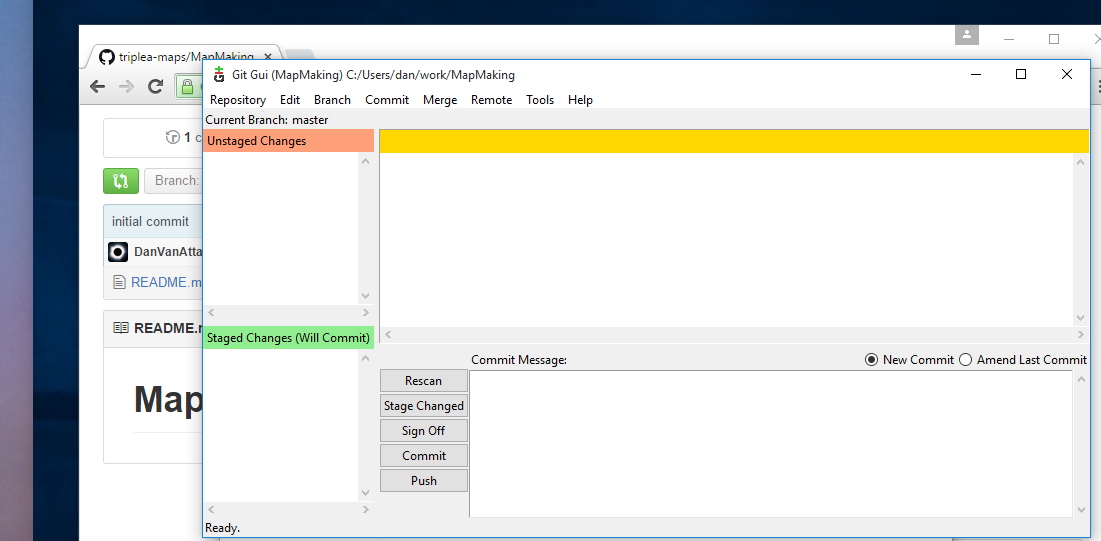 triplea-maps/MapMaking
Git Gui (MapMaking) C:/Users/dan/work/MapMaking
Repository Edit Branch Commit Merge Remote Tools Help
Current Branch: master
Unstaged Changes
1
Branch:
initial commit
DanVanAtta
README.m
README.
Map
Staged Changes (Will Commit)
Commit Message:
New Commit Amend Last Commit
Rescan
Stage Changed
Sign Off
Commit
Push
Ready.